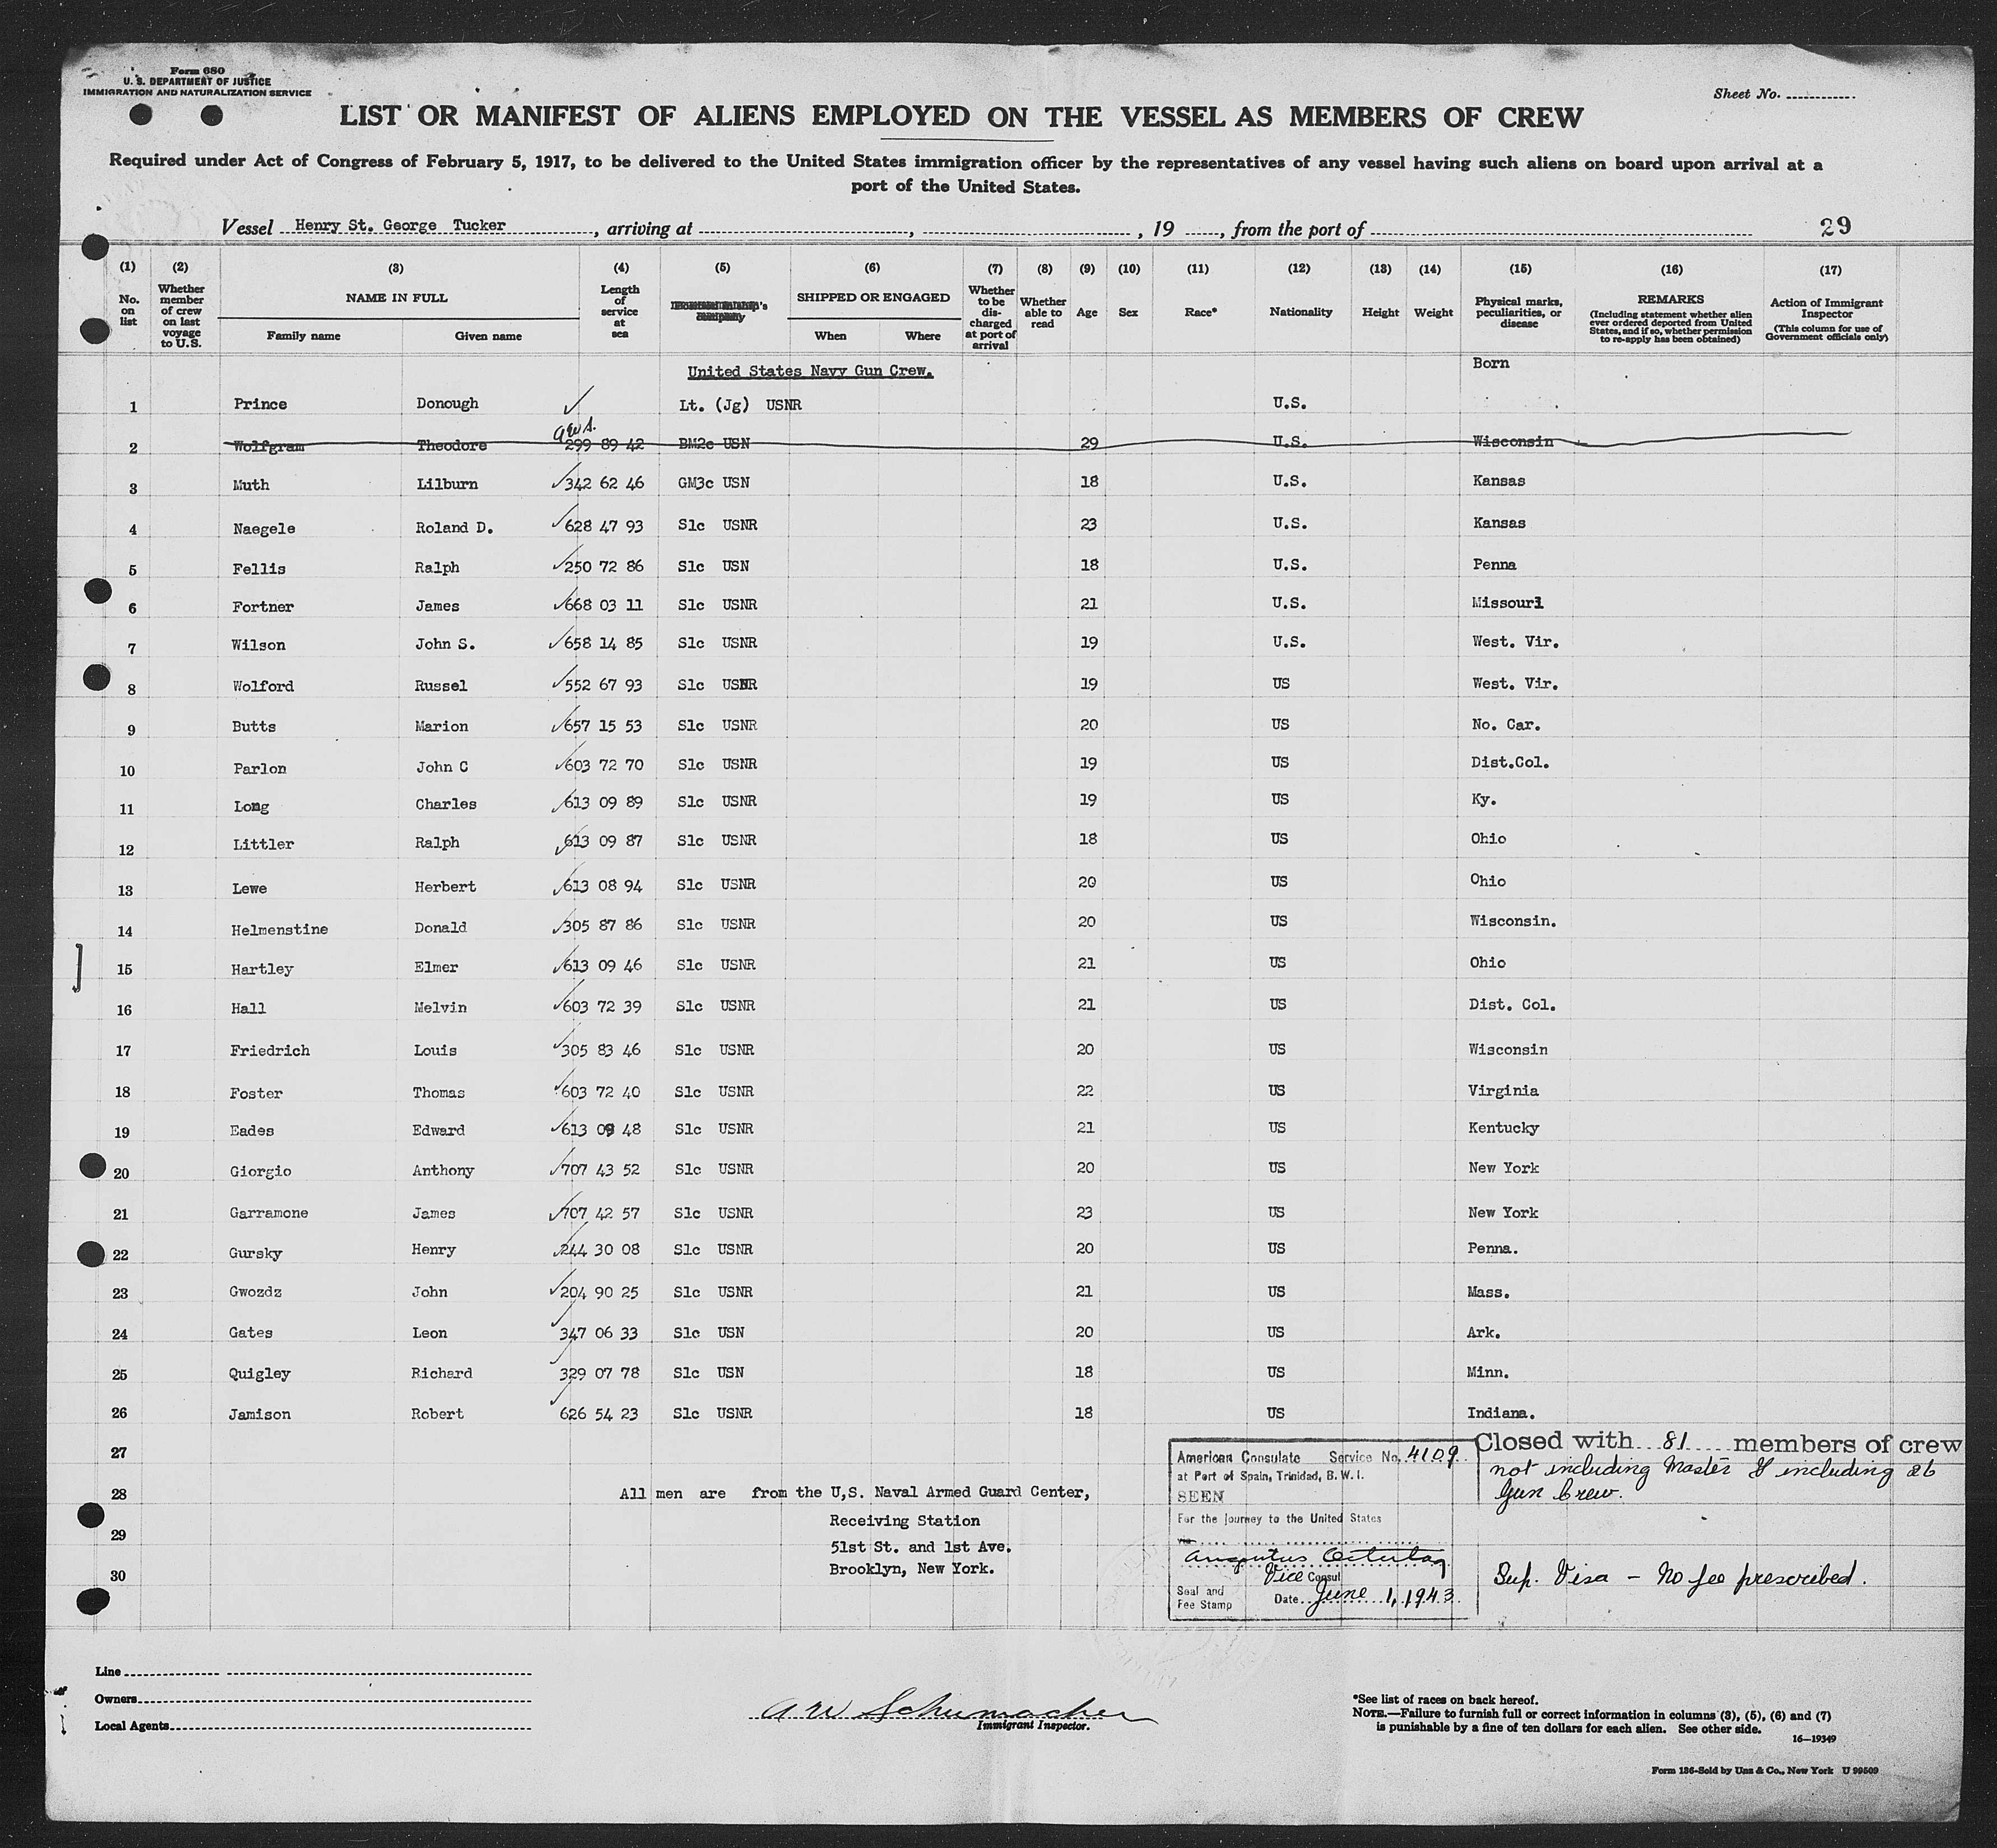 Form 680
U. S. DEPARTMENT OF JUSTICE
IMMIGRATION AND NATURALIZATION SERVICE
Sheet No.
LIST OR MANIFEST OF ALIENS EMPLOYED ON THE VESSEL AS MEMBERS OF CREW
Required under Act of Congress of February 5, 1917, to be delivered to the United States immigration officer by the representatives of any vessel having such aliens on board upon arrival at a
port of the United States.
Vessel Henry St. George Tucker, arriving at , , 19 , from the port of 29
(1) (2) (3) (4) (5) (6) (7) (8) (9) (10) (11) (12) (13) (14) (15) (16) (17)
No. on list
Whether member of crew on last voyage to U.S.
NAME IN FULL
Family name Given name
Length of service at sea
SHIPPED OR ENGAGED
When Where
Whether to be discharged at port of arrival
Whether able to read
Age
Sex
Race*
Nationality
Height
Weight
Physical marks, peculiarities, or disease
REMARKS
(Including statement whether alien ever ordered deported from United States, and if so, whether permission to re-apply has been obtained)
Action of Immigrant Inspector
(This column for use of Government officials only)
United States Navy Gun Crew. Born
1 Prince Donough ✓ Lt. (Jg) USNR U.S.
2 Wolfgram Theodore 299 89 42 BM2c USN 29 U.S. Wisconsin
3 Muth Lilburn ✓342 62 46 GM3c USN 18 U.S. Kansas
4 Naegele Roland D. ✓628 47 93 S1c USNR 23 U.S. Kansas
5 Fellis Ralph ✓250 72 86 S1c USN 18 U.S. Penna
6 Fortner James ✓668 03 11 S1c USNR 21 U.S. Missouri
7 Wilson John S. ✓658 14 85 S1c USNR 19 U.S. West. Vir.
8 Wolford Russel ✓552 67 93 S1c USNR 19 US West. Vir.
9 Butts Marion ✓657 15 53 S1c USNR 20 US No. Car.
10 Parlon John C ✓603 72 70 S1c USNR 19 US Dist.Col.
11 Long Charles ✓613 09 89 S1c USNR 19 US Ky.
12 Littler Ralph ✓613 09 87 S1c USNR 18 US Ohio
13 Lewe Herbert ✓613 08 94 S1c USNR 20 US Ohio
14 Helmenstine Donald ✓305 87 86 S1c USNR 20 US Wisconsin.
15 Hartley Elmer ✓613 09 46 S1c USNR 21 US Ohio
16 Hall Melvin ✓603 72 39 S1c USNR 21 US Dist. Col.
17 Friedrich Louis ✓305 83 46 S1c USNR 20 US Wisconsin
18 Foster Thomas ✓603 72 40 S1c USNR 22 US Virginia
19 Eades Edward ✓613 09 48 S1c USNR 21 US Kentucky
20 Giorgio Anthony ✓707 43 52 S1c USNR 20 US New York
21 Garramone James ✓707 42 57 S1c USNR 23 US New York
22 Gursky Henry ✓244 30 08 S1c USNR 20 US Penna.
23 Gwozdz John ✓204 90 25 S1c USNR 21 US Mass.
24 Gates Leon ✓347 06 33 S1c USN 20 US Ark.
25 Quigley Richard ✓329 07 78 S1c USN 18 US Minn.
26 Jamison Robert ✓626 54 23 S1c USNR 18 US Indiana.
27
28 All men are from the U,S. Naval Armed Guard Center,
29 Receiving Station
51st St. and 1st Ave.
30 Brooklyn, New York.
American Consulate Service No. 4109
at Port of Spain, Trinidad, B. W. I.
SEEN
For the journey to the United States
via
Vice Consul
Seal and
Fee Stamp
Date June 1, 1943
Closed with 81 members of crew
not including Master & including 26
Gun Crew.
Sup. Visa – No fee prescribed.
Line
Owners
Local Agents
A W Schumacher
Immigrant Inspector.
*See list of races on back hereof.
NOTE.—Failure to furnish full or correct information in columns (3), (5), (6) and (7)
is punishable by a fine of ten dollars for each alien. See other side.
16—19349
Form 186-Sold by Unz & Co., New York U 99509